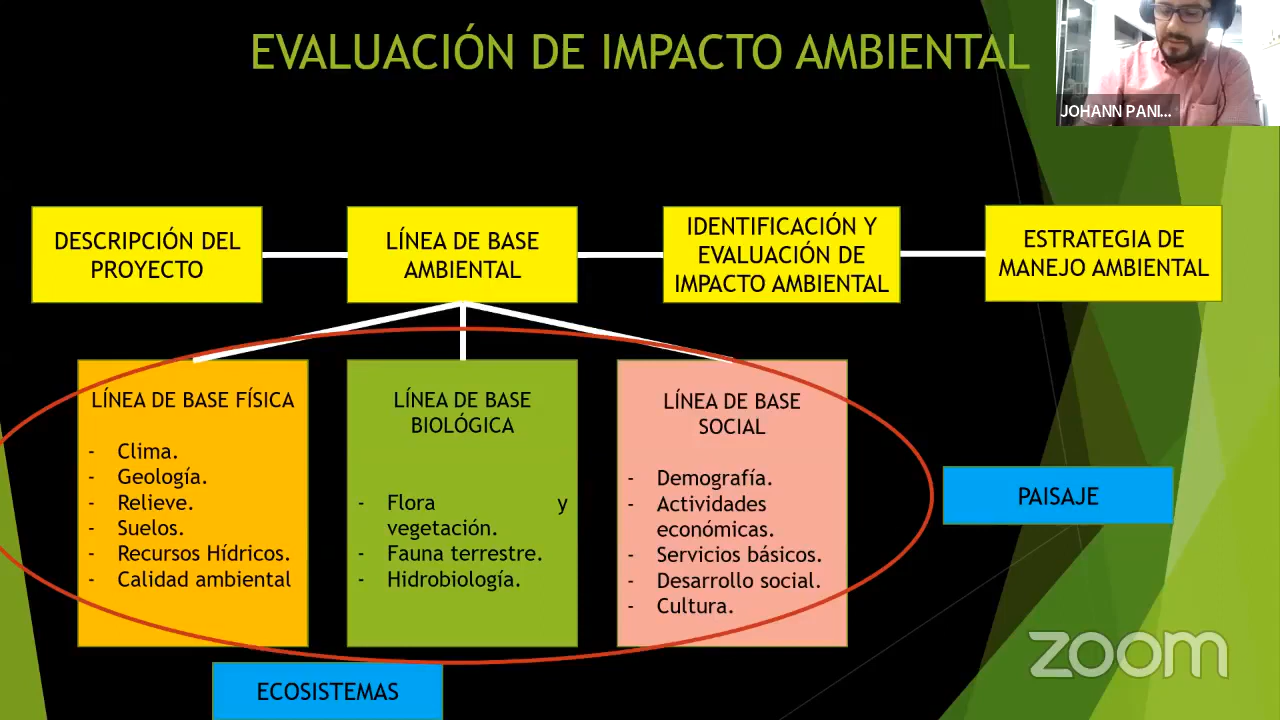 EVALUACIÓN DE IMPACTO AMBIENTAL
JOHANN PANI...
DESCRIPCIÓN DEL
PROYECTO
LÍNEA DE BASE
AMBIENTAL
IDENTIFICACIÓN Y
EVALUACIÓN DE
IMPACTO AMBIENTAL
ESTRATEGIA DE
MANEJO AMBIENTAL
LÍNEA DE BASE FÍSICA
- Clima.
- Geología.
- Relieve.
- Suelos.
- Recursos Hídricos.
- Calidad ambiental
LÍNEA DE BASE
BIOLÓGICA
- Flora y
vegetación.
- Fauna terrestre.
- Hidrobiología.
LÍNEA DE BASE
SOCIAL
- Demografía.
- Actividades
económicas.
- Servicios básicos.
- Desarrollo social.
- Cultura.
PAISAJE
ECOSISTEMAS
zoom